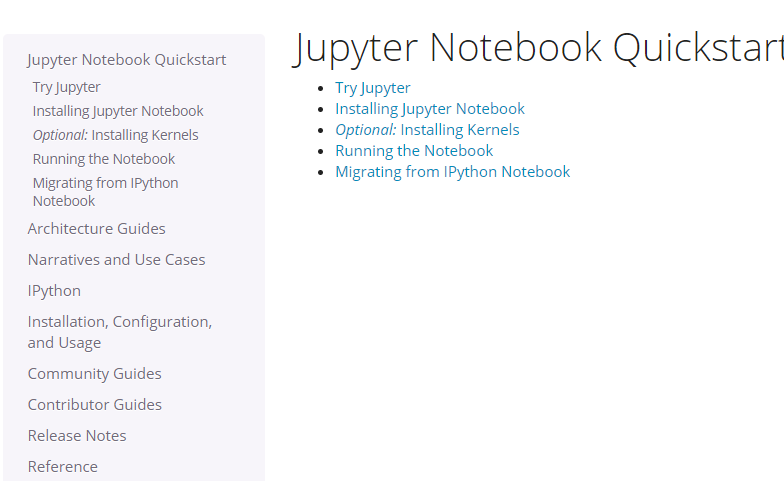 Jupyter Notebook Quickstart
Try Jupyter
Installing Jupyter Notebook
Optional: Installing Kernels
Running the Notebook
Migrating from IPython
Notebook
Architecture Guides
Narratives and Use Cases
IPython
Installation, Configuration,
and Usage
Community Guides
Contributor Guides
Release Notes
Reference
Jupyter Notebook Quickstart
Try Jupyter
Installing Jupyter Notebook
Optional: Installing Kernels
Running the Notebook
Migrating from IPython Notebook